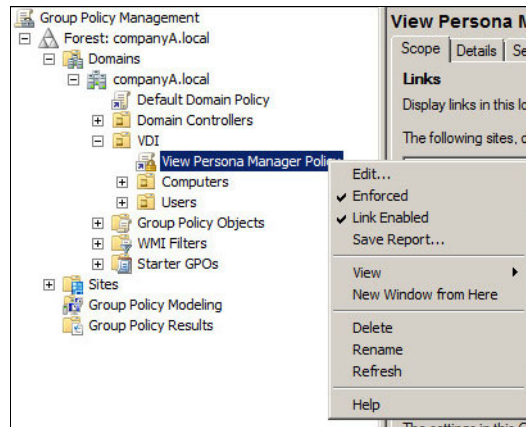 Group Policy Management
Forest: companyA.local
Domains
companyA.local
Default Domain Policy
Domain Controllers
VDI
View Persona Manager Policy
Computers
Users
Group Policy Objects
WMI Filters
Starter GPOs
Sites
Group Policy Modeling
Group Policy Results
View Persona M
Scope Details Se
Links
Display links in this lo
The following sites, d
Edit...
Enforced
Link Enabled
Save Report...
View
New Window from Here
Delete
Rename
Refresh
Help